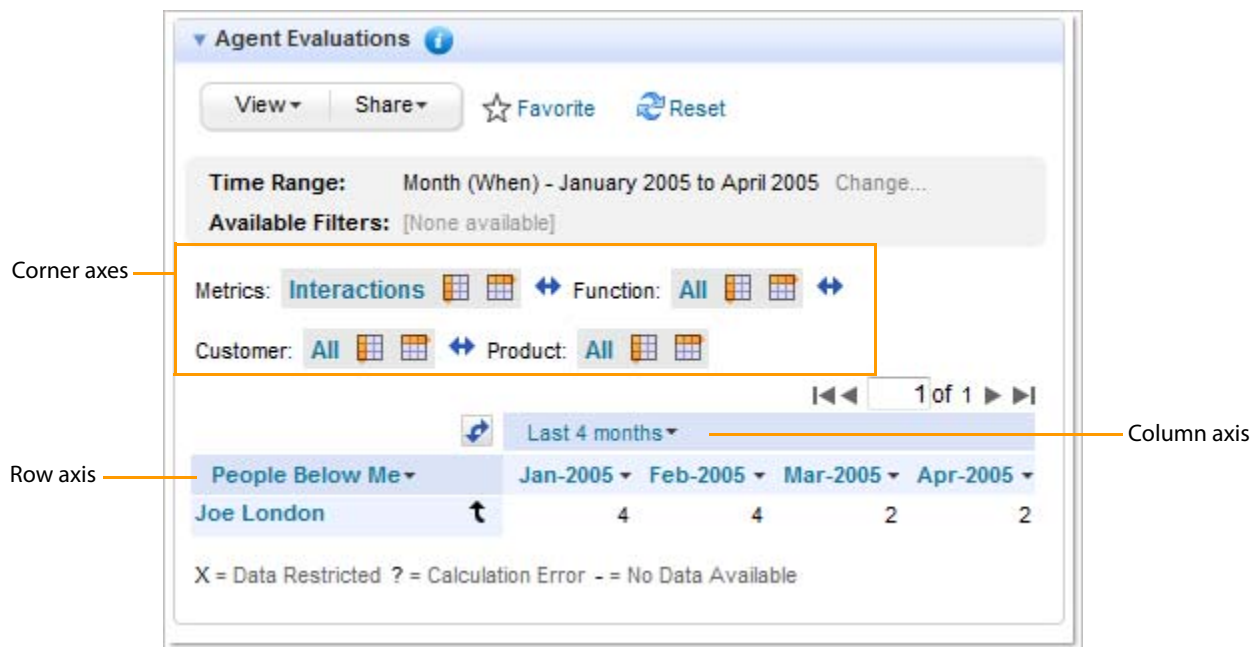 Agent Evaluations
View Share Favorite Reset
Time Range: Month (When) - January 2005 to April 2005 Change...
Available Filters: [None available]
Corner axes
Metrics: Interactions Function: All
Customer: All Product: All
1 of 1
Last 4 months
Column axis
Row axis
People Below Me Jan-2005 Feb-2005 Mar-2005 Apr-2005
Joe London 4 4 2 2
X = Data Restricted ? = Calculation Error - = No Data Available